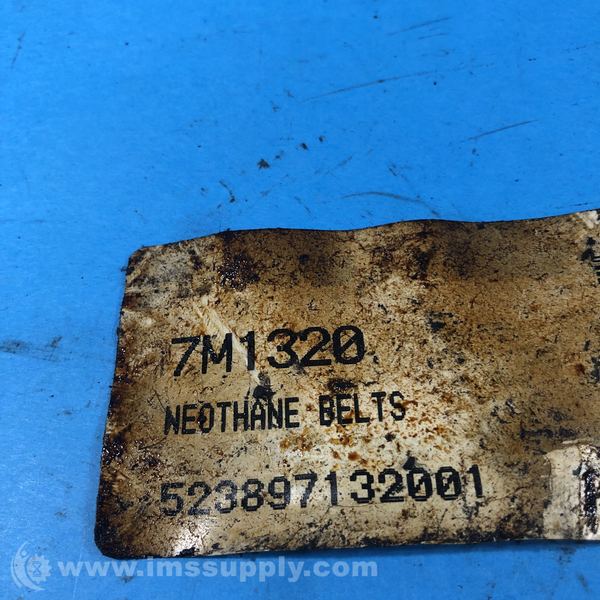 7M1320
NEOTHANE BELTS
523897132001
www.imssupply.com